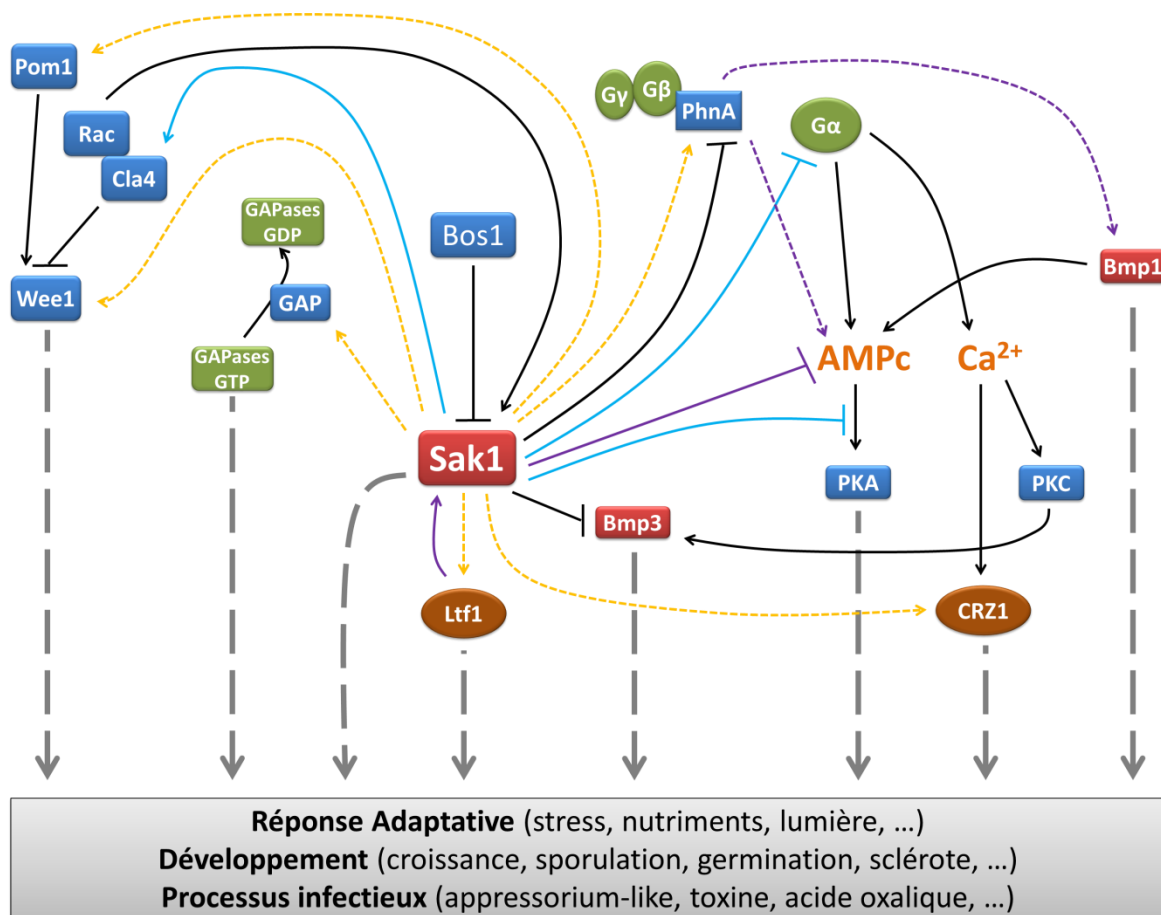 Pom1
Rac
Cla4
Wee1
GAPases
GDP
GAP
GAPases
GTP
Bos1
Sak1
Ltf1
Gγ
Gβ
PhnA
Gα
Bmp1
AMPc
Ca²⁺
PKA
PKC
Bmp3
CRZ1
Réponse Adaptative (stress, nutriments, lumière, …)
Développement (croissance, sporulation, germination, sclérote, …)
Processus infectieux (appressorium-like, toxine, acide oxalique, …)